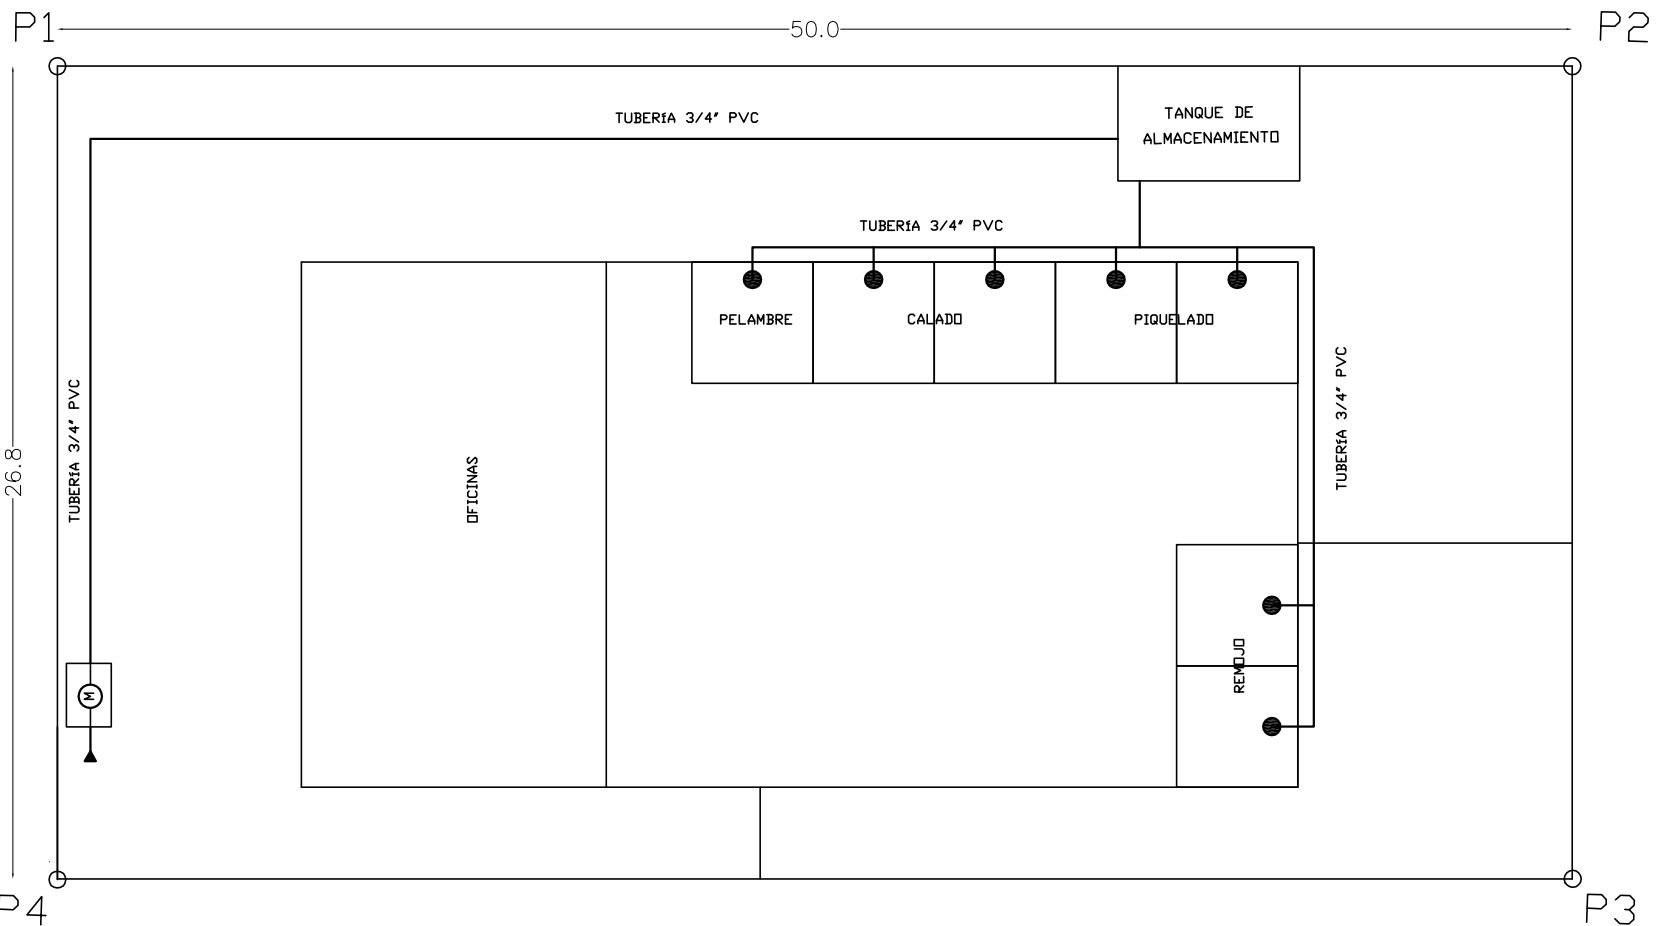 P1
50.0
P2
TUBERÍA 3/4" PVC
TANQUE DE
ALMACENAMIENTO
TUBERÍA 3/4" PVC
PELAMBRE
CALADO
PIQUELADO
TUBERÍA 3/4" PVC
TUBERÍA 3/4" PVC
26.8
OFICINAS
REMOJO
M
P4
P3